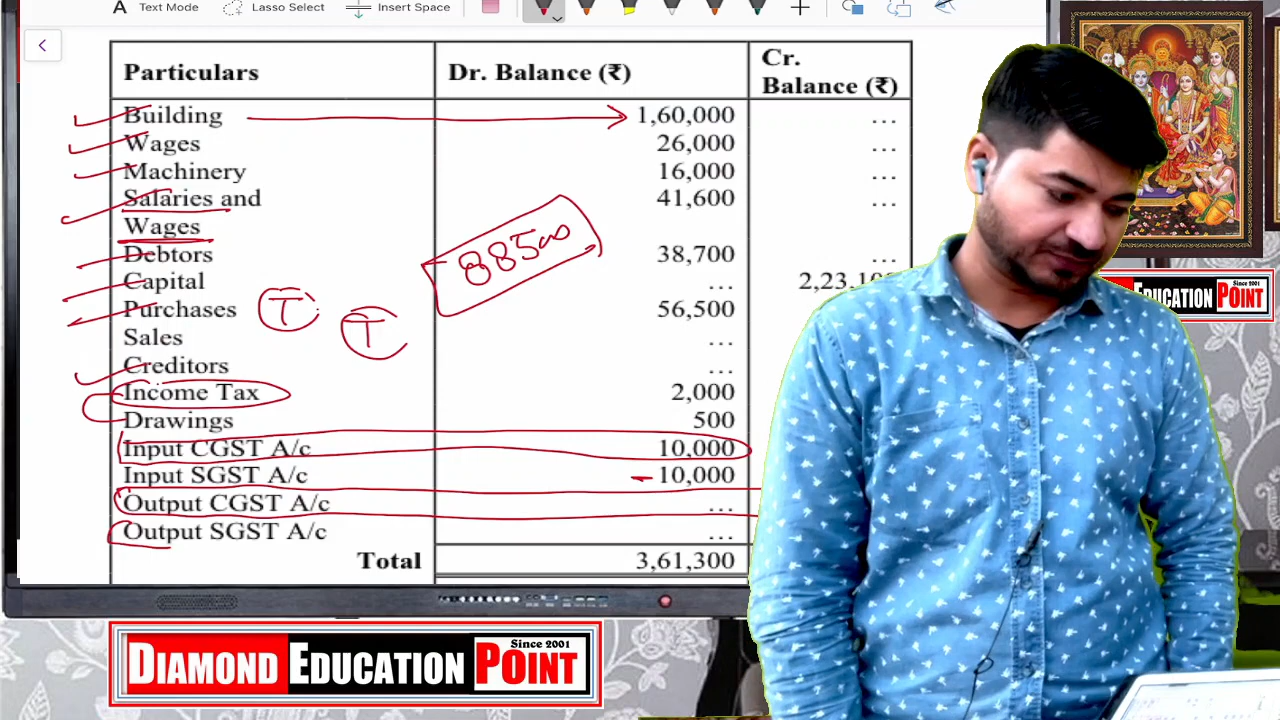 A Text Mode Lasso Select Insert Space
Particulars Dr. Balance (₹) Cr. Balance (₹)
Building 1,60,000 ...
Wages 26,000 ...
Machinery 16,000 ...
Salaries and 41,600 ...
Wages
Debtors 38,700 ...
Capital ... 2,23,1
Purchases 56,500
Sales ...
Creditors ...
Income Tax 2,000
Drawings 500
Input CGST A/c 10,000
Input SGST A/c 10,000
Output CGST A/c ...
Output SGST A/c ...
Total 3,61,300
88500
T
T
Since 2001
EDUCATION POINT
Since 2001
DIAMOND EDUCATION POINT